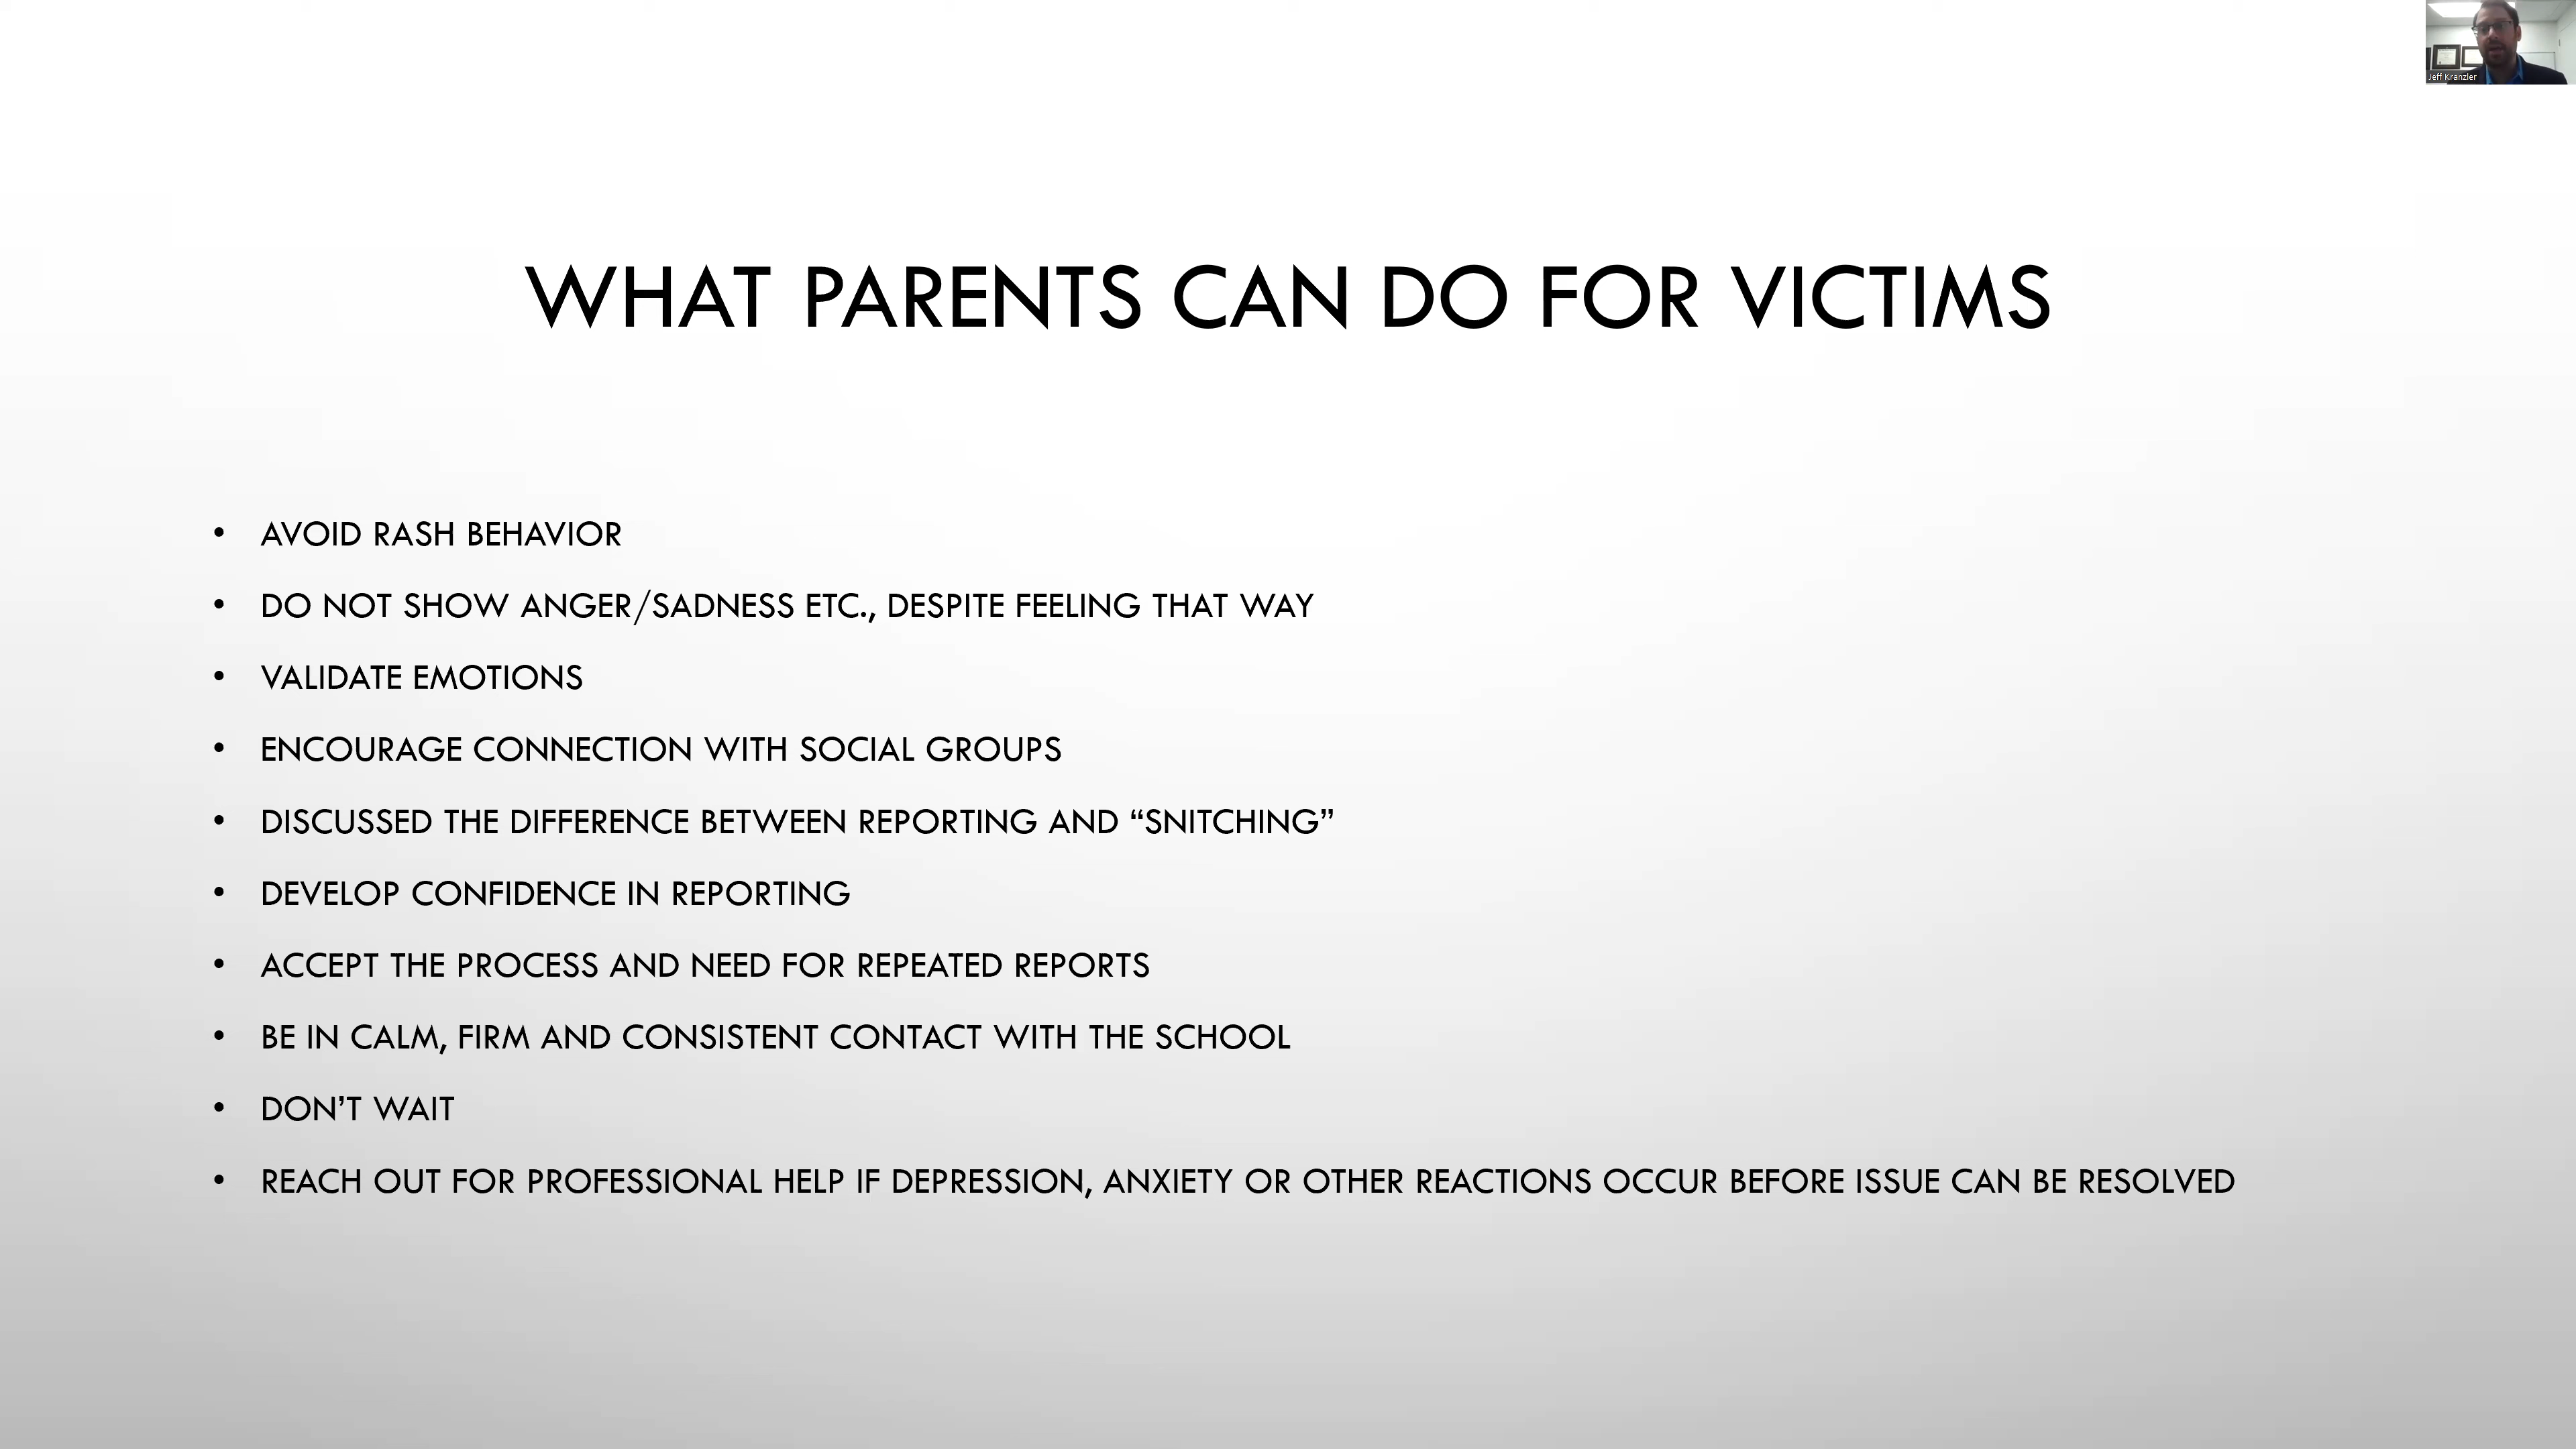 Jeff Kranzler
WHAT PARENTS CAN DO FOR VICTIMS
• AVOID RASH BEHAVIOR
• DO NOT SHOW ANGER/SADNESS ETC., DESPITE FEELING THAT WAY
• VALIDATE EMOTIONS
• ENCOURAGE CONNECTION WITH SOCIAL GROUPS
• DISCUSSED THE DIFFERENCE BETWEEN REPORTING AND “SNITCHING”
• DEVELOP CONFIDENCE IN REPORTING
• ACCEPT THE PROCESS AND NEED FOR REPEATED REPORTS
• BE IN CALM, FIRM AND CONSISTENT CONTACT WITH THE SCHOOL
• DON’T WAIT
• REACH OUT FOR PROFESSIONAL HELP IF DEPRESSION, ANXIETY OR OTHER REACTIONS OCCUR BEFORE ISSUE CAN BE RESOLVED